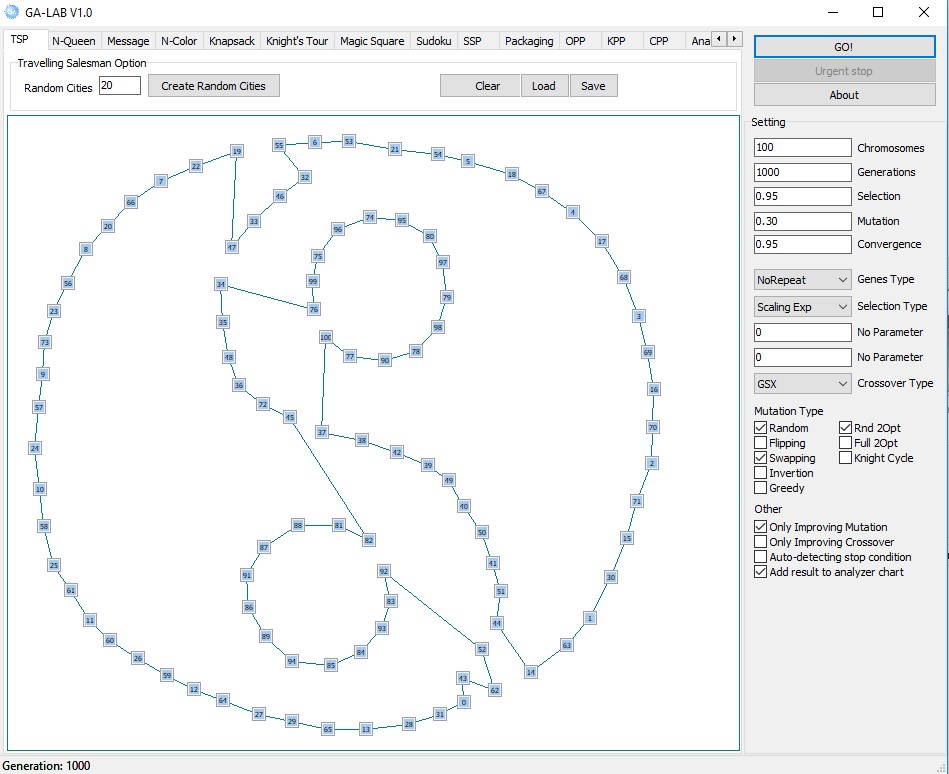 GA-LAB V1.0
TSP N-Queen Message N-Color Knapsack Knight's Tour Magic Square Sudoku SSP Packaging OPP KPP CPP Ana
Travelling Salesman Option
Random Cities 20 Create Random Cities Clear Load Save
GO!
Urgent stop
About
Setting
100 Chromosomes
1000 Generations
0.95 Selection
0.30 Mutation
0.95 Convergence
NoRepeat Genes Type
Scaling Exp Selection Type
0 No Parameter
0 No Parameter
GSX Crossover Type
Mutation Type
Random Rnd 2Opt
Flipping Full 2Opt
Swapping Knight Cycle
Invertion
Greedy
Other
Only Improving Mutation
Only Improving Crossover
Auto-detecting stop condition
Add result to analyzer chart
55 6 53
19 21 54
22 5
7 32 18
66 46 67
20 33 74 95 4
8 47 96 80 17
56 34 75 97 68
23 99 79
73 35 76 98 3
9 48 100 77 90 78 69
57 36 72 45 16
24 37 38 42 70
10 39 49 2
58 40 71
88 81 82 50 15
25 87 92 41 30
61 91 83 51
11 86 93 44 1
60 89 84 52 63
26 94 85 14
59 12 43 62
64 0
27 29 65 13 28 31
Generation: 1000